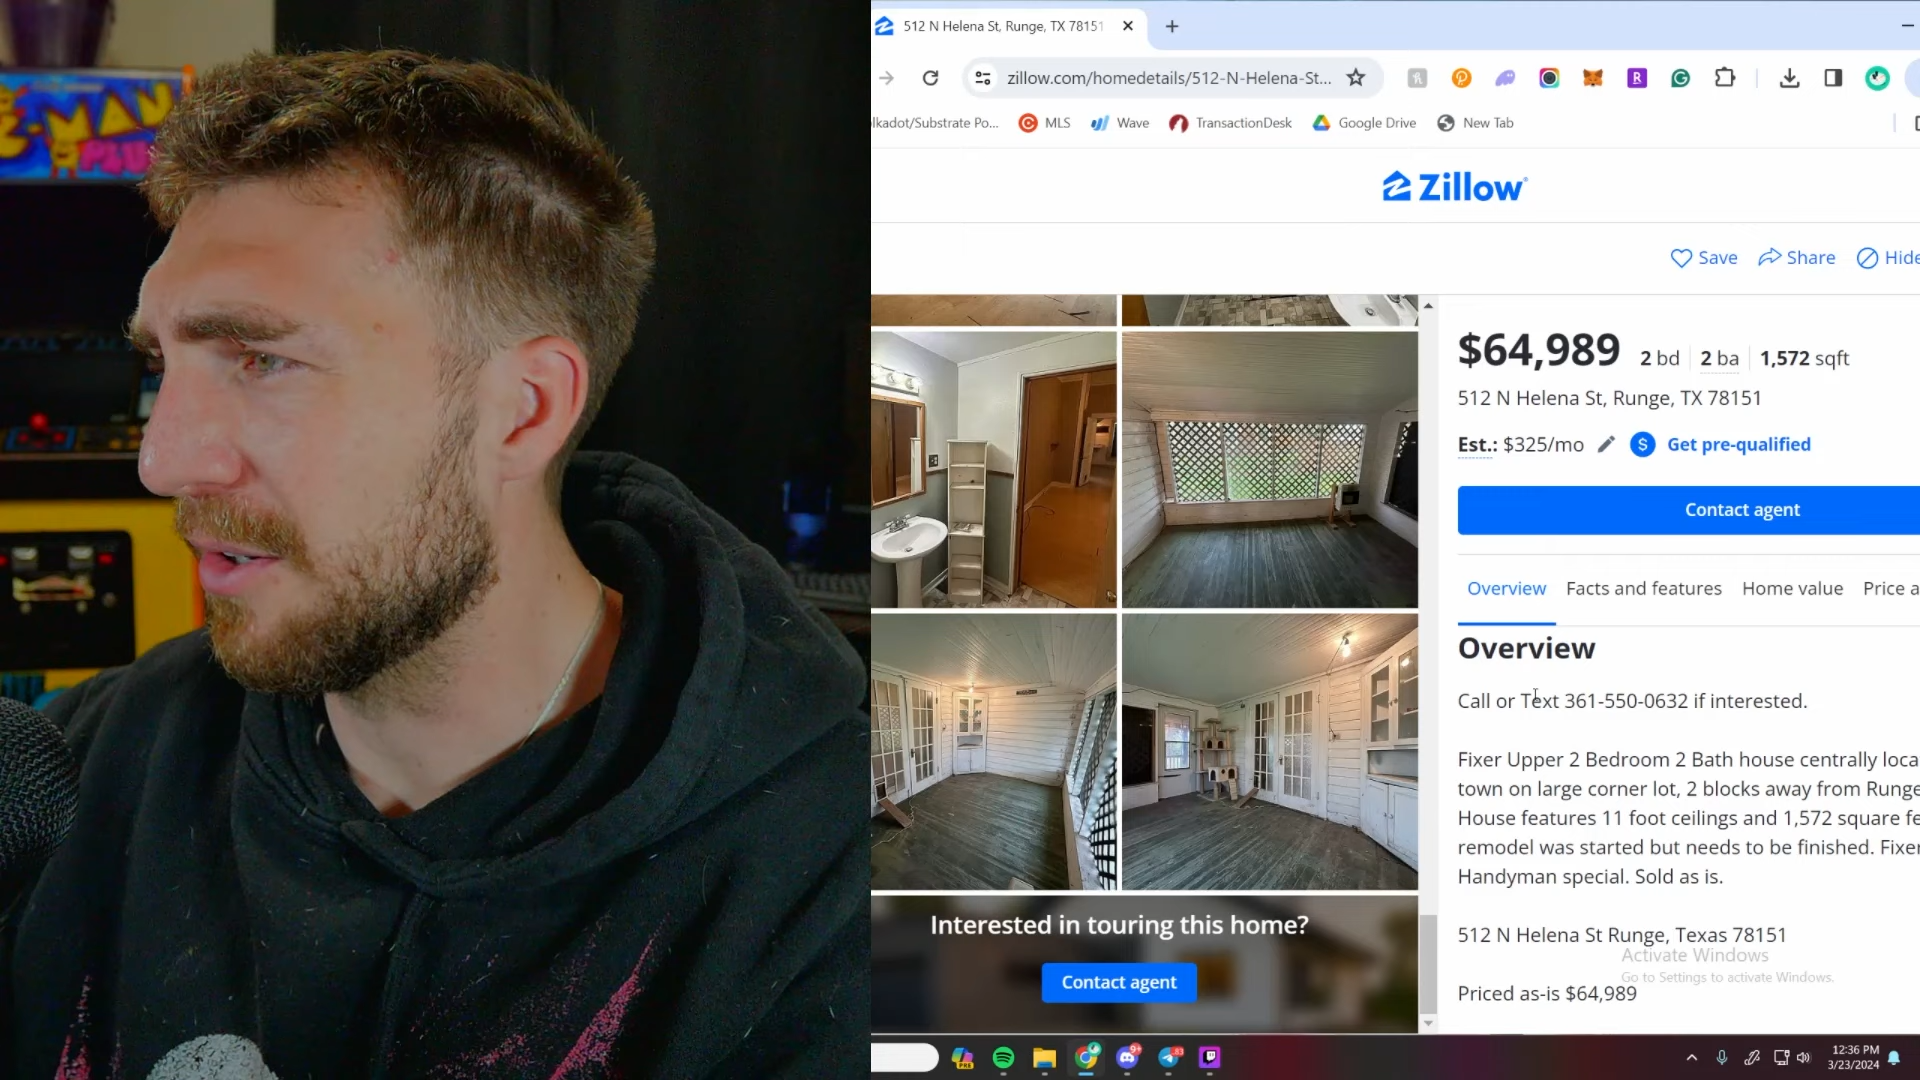 MAN
PLU
512 N Helena St, Runge, TX 78151
zillow.com/homedetails/512-N-Helena-St...
R
lkadot/Substrate Po...
MLS
Wave
TransactionDesk
Google Drive
New Tab
Zillow
Save
Share
Hide
$64,989 2 bd 2 ba 1,572 sqft
512 N Helena St, Runge, TX 78151
Est.: $325/mo $ Get pre-qualified
Contact agent
Overview Facts and features Home value Price a
Overview
Call or Text 361-550-0632 if interested.
Fixer Upper 2 Bedroom 2 Bath house centrally loca
town on large corner lot, 2 blocks away from Runge
House features 11 foot ceilings and 1,572 square fe
remodel was started but needs to be finished. Fixer
Handyman special. Sold as is.
512 N Helena St Runge, Texas 78151
Priced as-is $64,989
Activate Windows
Go to Settings to activate Windows.
Interested in touring this home?
Contact agent
PRE
9+
83
12:36 PM
3/23/2024